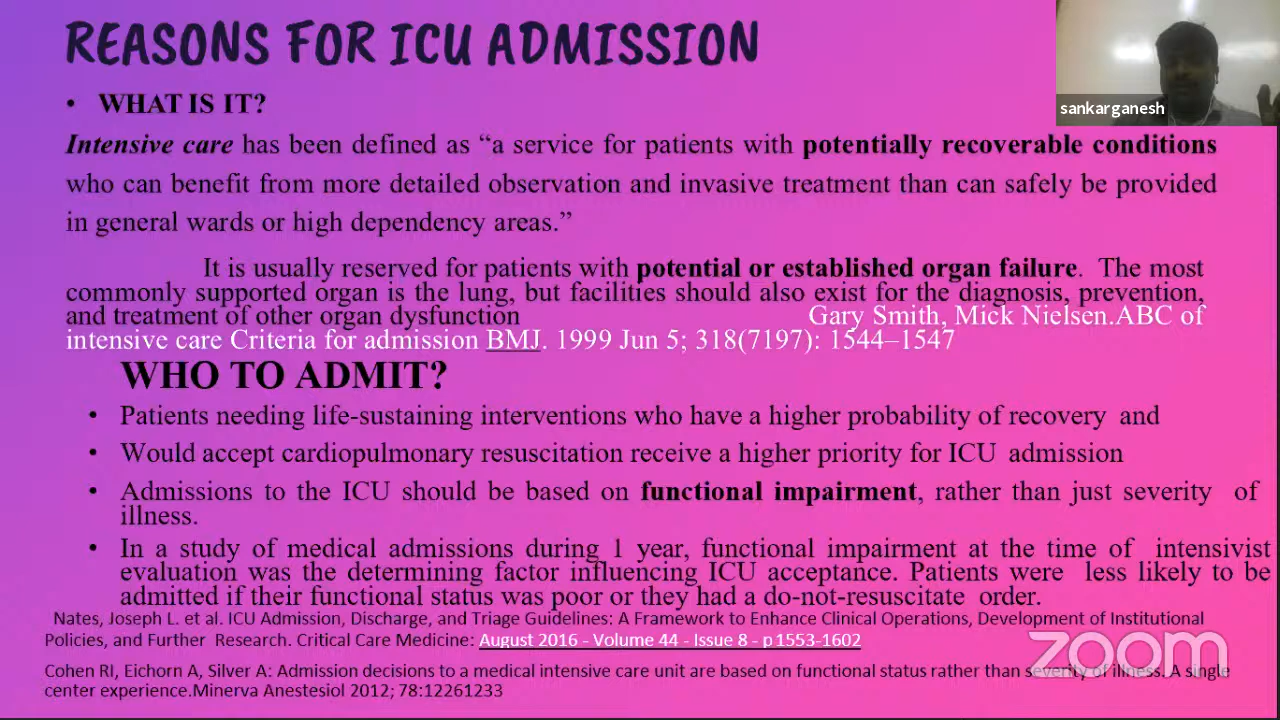 REASONS FOR ICU ADMISSION
sankarganesh
• WHAT IS IT?
Intensive care has been defined as “a service for patients with potentially recoverable conditions
who can benefit from more detailed observation and invasive treatment than can safely be provided
in general wards or high dependency areas.”
It is usually reserved for patients with potential or established organ failure. The most
commonly supported organ is the lung, but facilities should also exist for the diagnosis, prevention,
and treatment of other organ dysfunction Gary Smith, Mick Nielsen.ABC of
intensive care Criteria for admission BMJ. 1999 Jun 5; 318(7197): 1544–1547
WHO TO ADMIT?
• Patients needing life-sustaining interventions who have a higher probability of recovery and
• Would accept cardiopulmonary resuscitation receive a higher priority for ICU admission
• Admissions to the ICU should be based on functional impairment, rather than just severity of
illness.
• In a study of medical admissions during 1 year, functional impairment at the time of intensivist
evaluation was the determining factor influencing ICU acceptance. Patients were less likely to be
admitted if their functional status was poor or they had a do-not-resuscitate order.
Nates, Joseph L. et al. ICU Admission, Discharge, and Triage Guidelines: A Framework to Enhance Clinical Operations, Development of Institutional
Policies, and Further Research. Critical Care Medicine: August 2016 - Volume 44 - Issue 8 - p 1553-1602
zoom
Cohen RI, Eichorn A, Silver A: Admission decisions to a medical intensive care unit are based on functional status rather than severity of illness. A single
center experience.Minerva Anestesiol 2012; 78:12261233